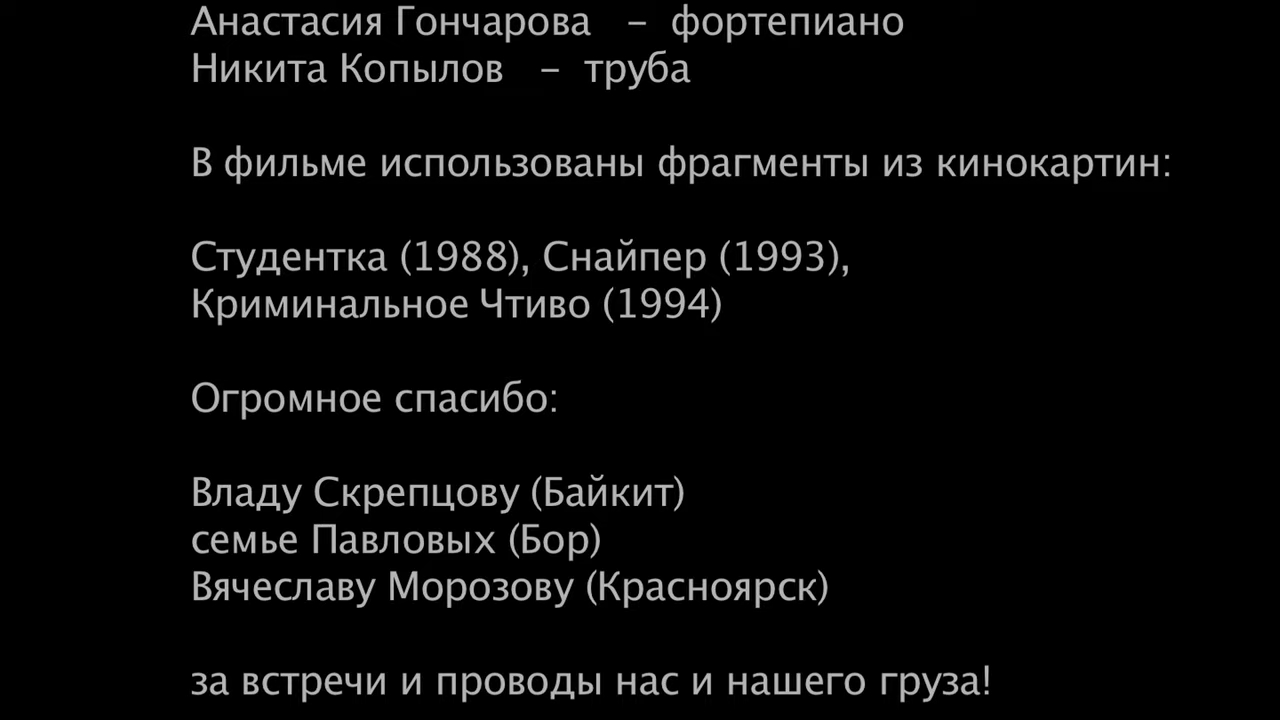 Анастасия Гончарова – фортепиано
Никита Копылов – труба
В фильме использованы фрагменты из кинокартин:
Студентка (1988), Снайпер (1993),
Криминальное Чтиво (1994)
Огромное спасибо:
Владу Скрепцову (Байкит)
семье Павловых (Бор)
Вячеславу Морозову (Красноярск)
за встречи и проводы нас и нашего груза!